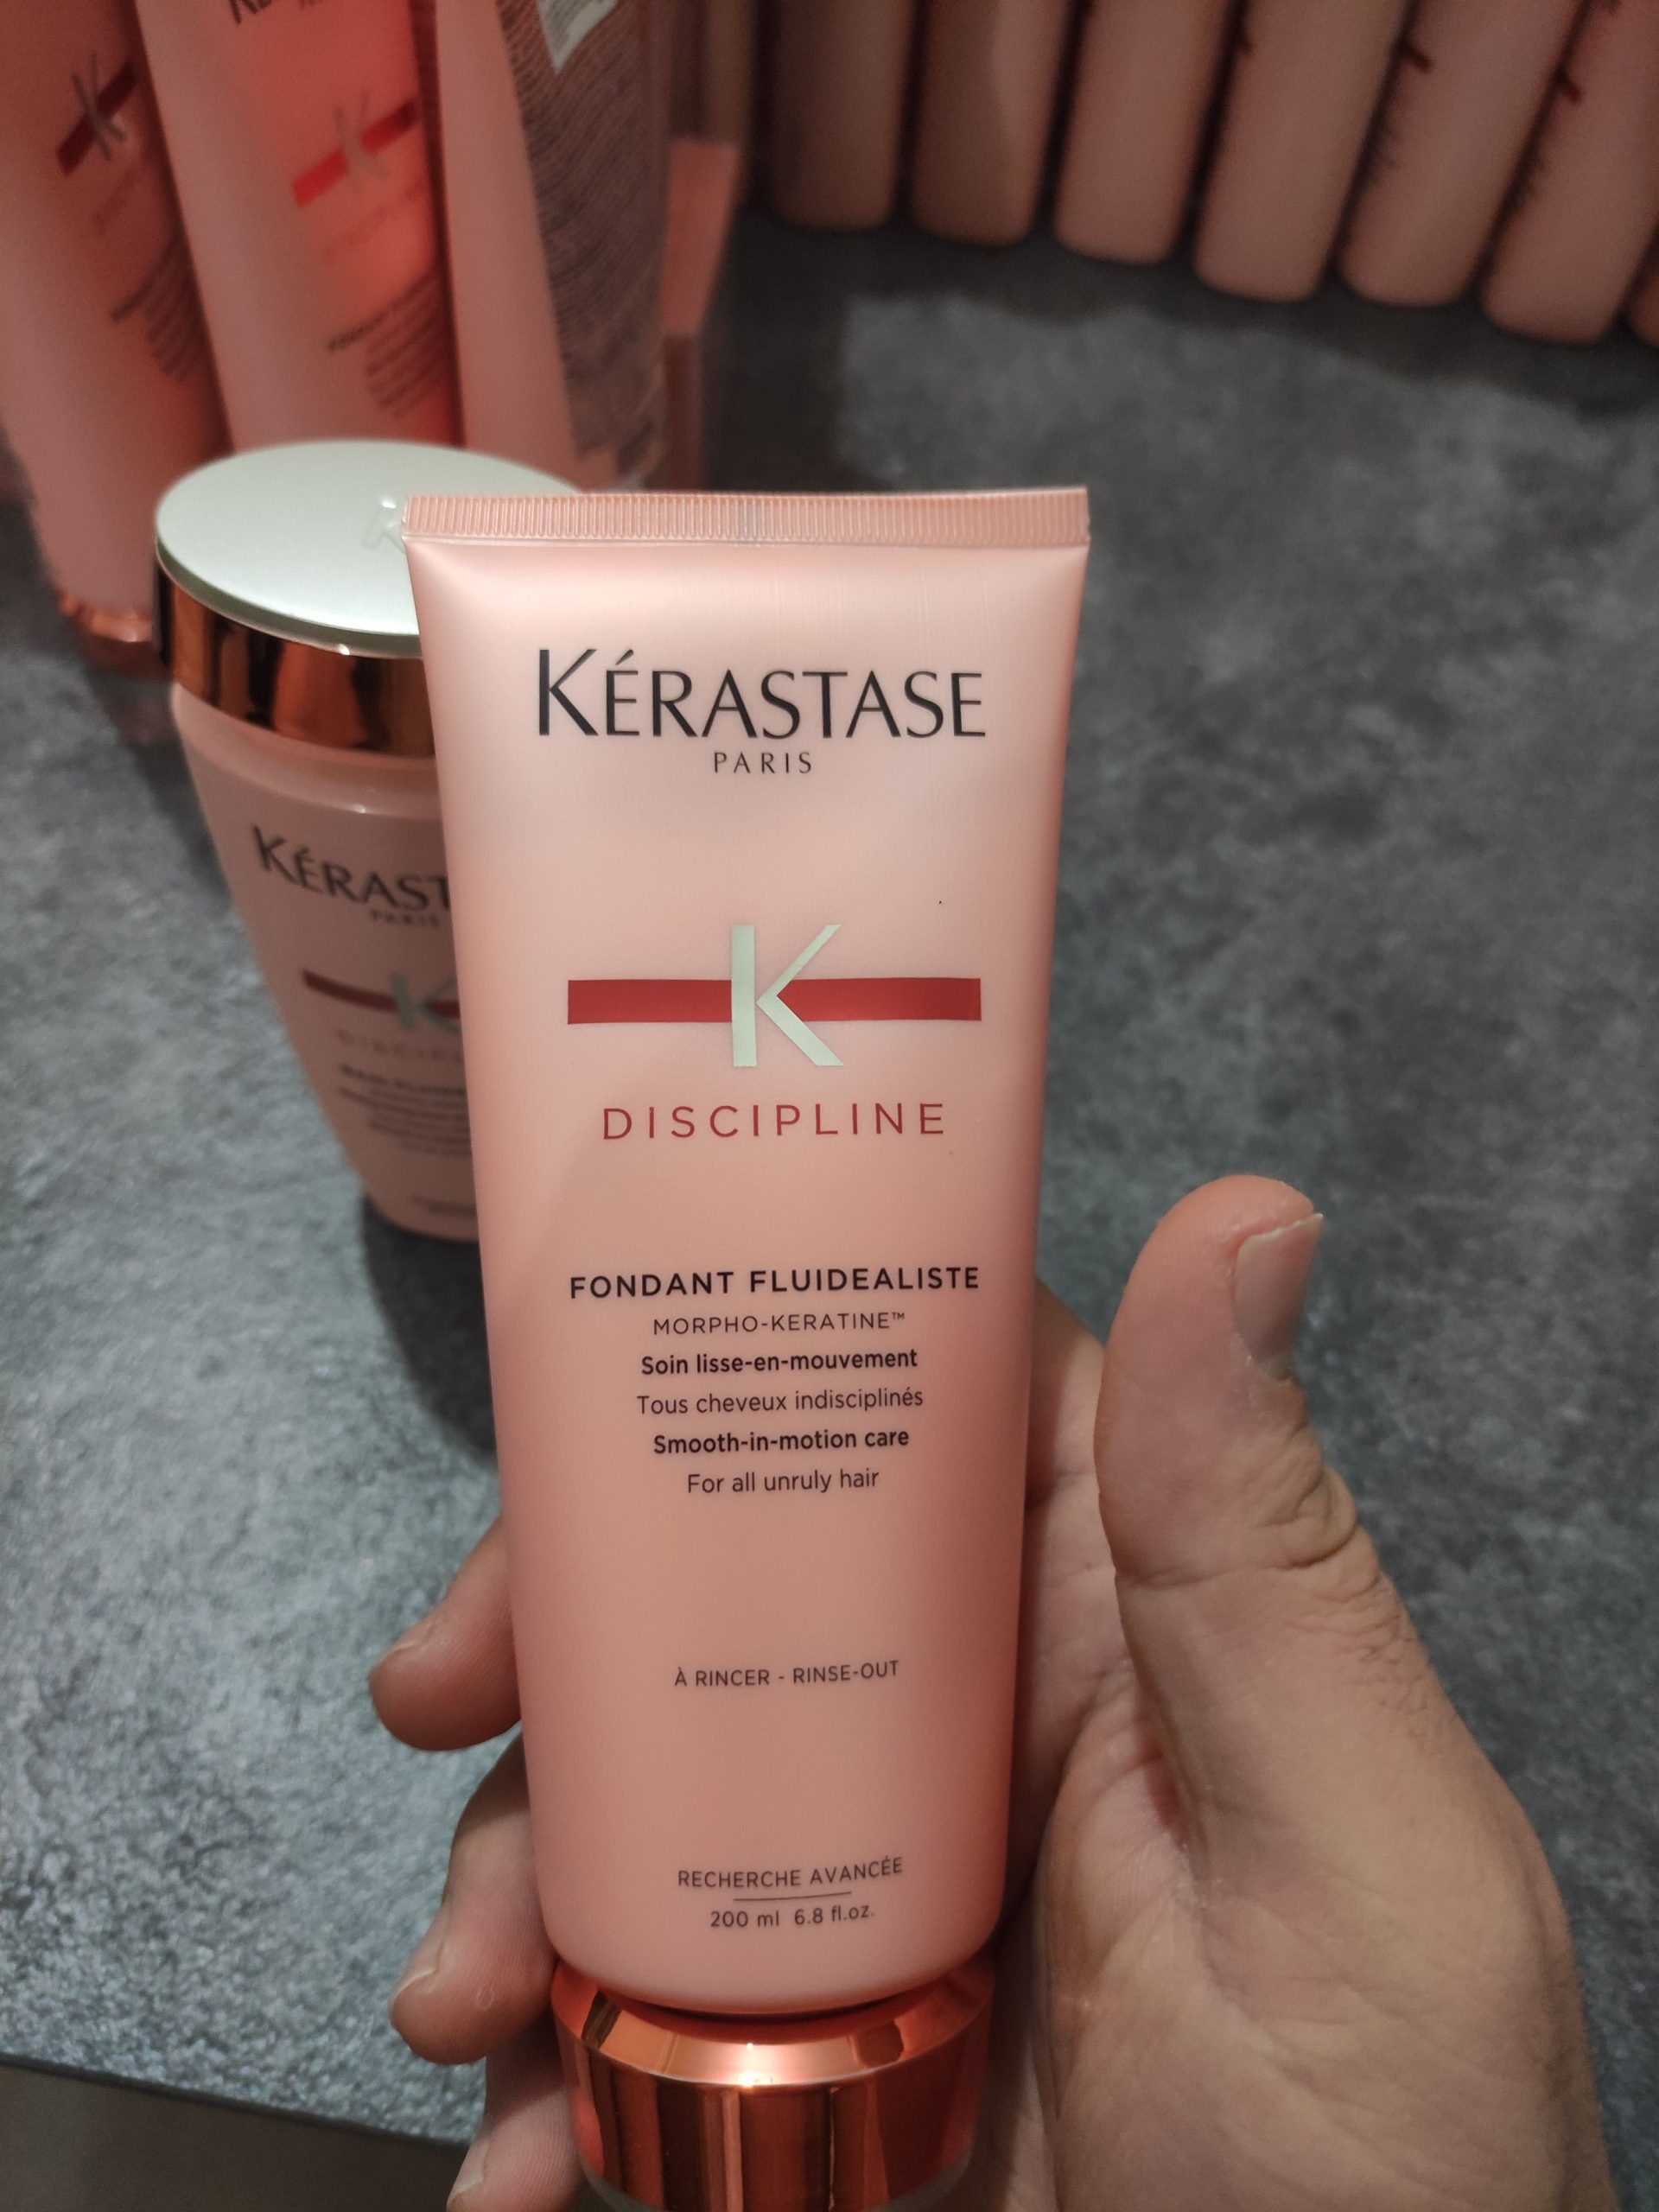 KÉRASTASE
PARIS
K
DISCIPLINE
FONDANT FLUIDEALISTE
MORPHO-KERATINE™
Soin lisse-en-mouvement
Tous cheveux indisciplinés
Smooth-in-motion care
For all unruly hair
À RINCER - RINSE-OUT
RECHERCHE AVANCÉE
200 ml 6.8 fl.oz.
KÉRAST
PARIS
K
DISCIPL
K
K